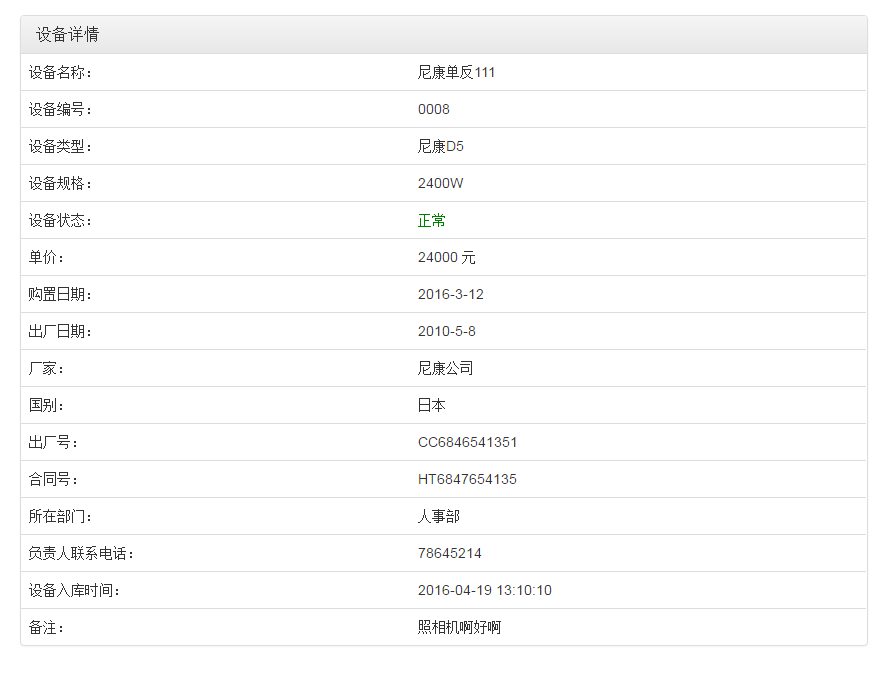 设备详情
设备名称： 尼康单反111
设备编号： 0008
设备类型： 尼康D5
设备规格： 2400W
设备状态： 正常
单价： 24000 元
购置日期： 2016-3-12
出厂日期： 2010-5-8
厂家： 尼康公司
国别： 日本
出厂号： CC6846541351
合同号： HT6847654135
所在部门： 人事部
负责人联系电话： 78645214
设备入库时间： 2016-04-19 13:10:10
备注： 照相机啊好啊